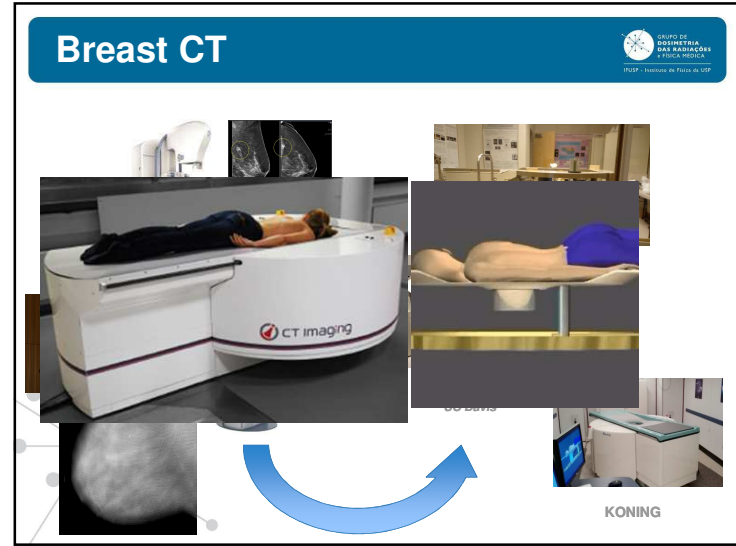 Breast CT
GRUPO DE
DOSIMETRIA
DAS RADIAÇÕES
e FÍSICA MÉDICA
IFUSP - Instituto de Física da USP
CT imaging
UC Davis
KONING